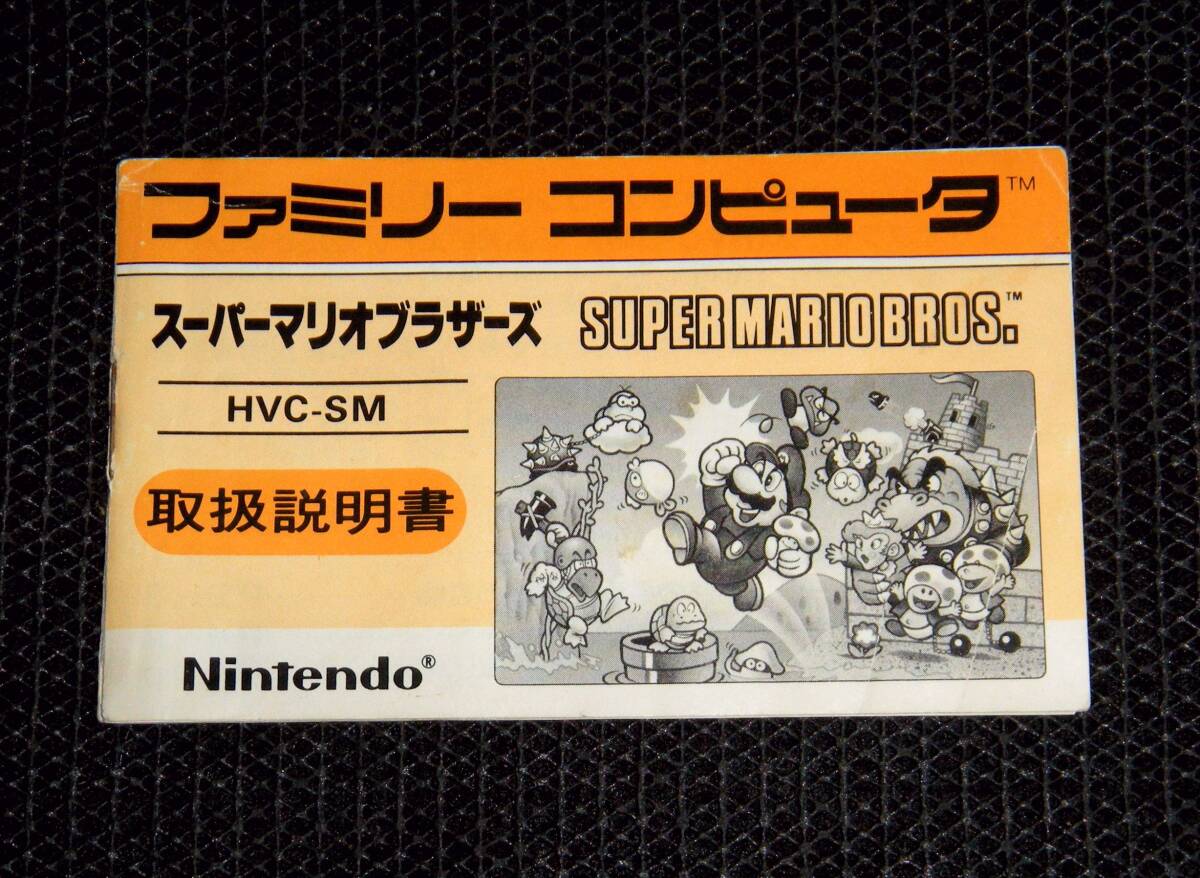 ファミリー コンピュータ™
スーパーマリオブラザーズ SUPER MARIO BROS.™
HVC-SM
取扱説明書
Nintendo®